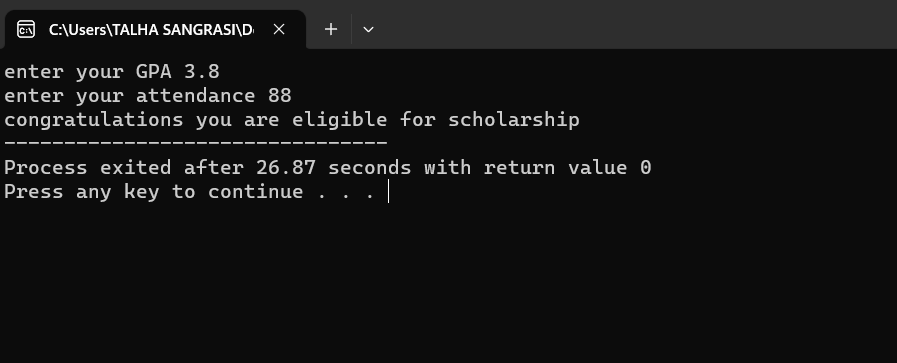 C:\Users\TALHA SANGRASI\De
enter your GPA 3.8
enter your attendance 88
congratulations you are eligible for scholarship
--------------------------------
Process exited after 26.87 seconds with return value 0
Press any key to continue . . .